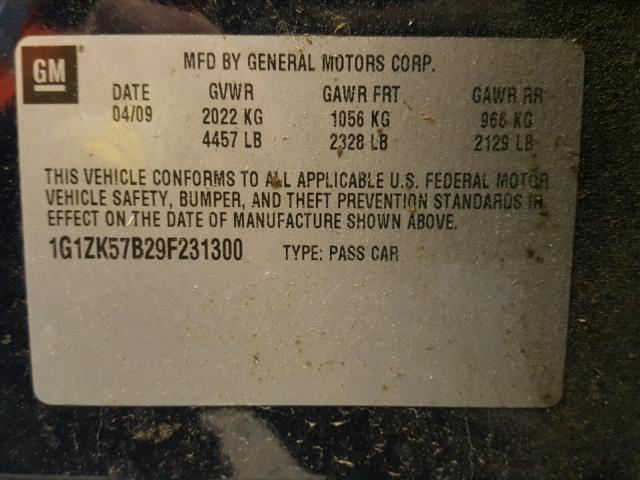 GM
MFD BY GENERAL MOTORS CORP.
DATE GVWR GAWR FRT GAWR RR
04/09 2022 KG 1056 KG 966 KG
4457 LB 2328 LB 2129 LB
THIS VEHICLE CONFORMS TO ALL APPLICABLE U.S. FEDERAL MOTOR
VEHICLE SAFETY, BUMPER, AND THEFT PREVENTION STANDARDS IN
EFFECT ON THE DATE OF MANUFACTURE SHOWN ABOVE.
1G1ZK57B29F231300 TYPE: PASS CAR